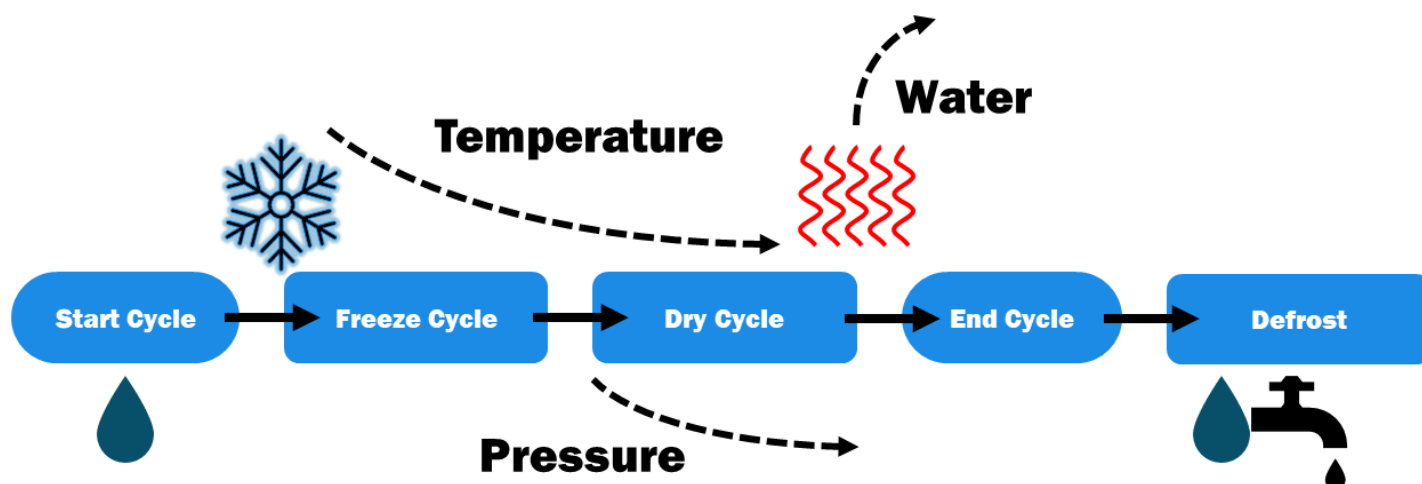 Water
Temperature
Start Cycle
Freeze Cycle
Dry Cycle
End Cycle
Defrost
Pressure